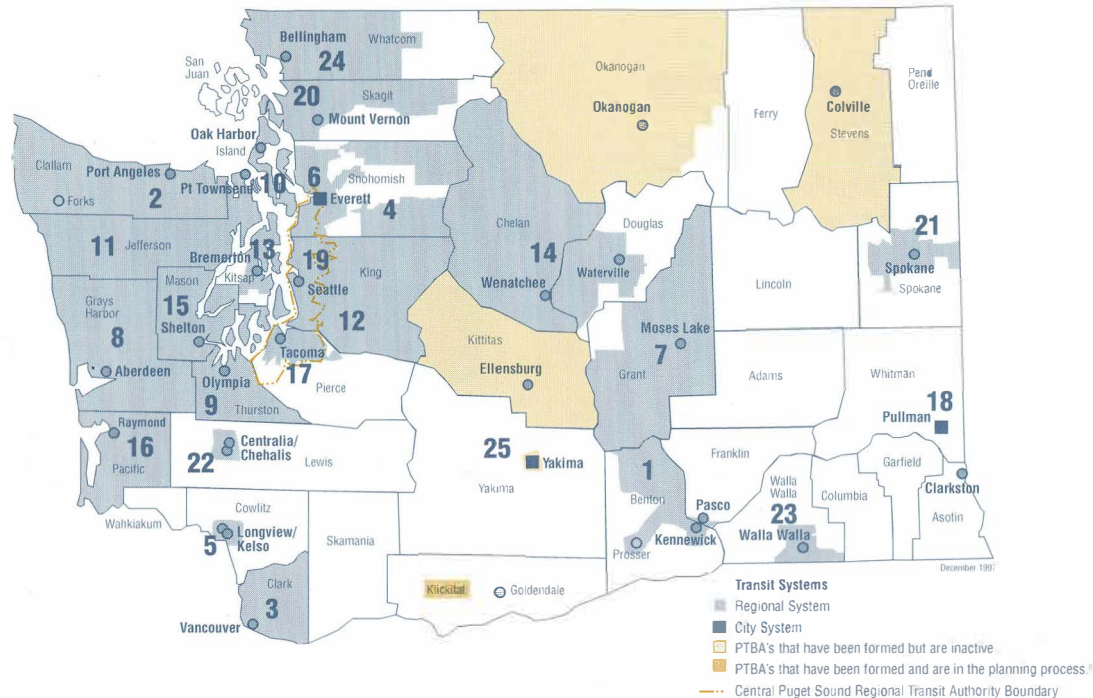 Bellingham
Whatcom
24
San
Juan
Okanogan
Pend
Oreille
20
Skagit
Okanogan
Colville
Mount Vernon
Ferry
Stevens
Oak Harbor
Island
Clallam
Port Angeles
Pt Townsend
10
6
Snohomish
Forks
2
Everett
4
Chelan
Douglas
21
11
Jefferson
13
Bremerton
Kitsap
19
King
14
Waterville
Spokane
Spokane
Mason
15
Seattle
Wenatchee
Lincoln
Grays
Harbor
8
Shelton
12
Kittitas
Moses Lake
7
Tacoma
Aberdeen
Olympia
17
Pierce
Ellensburg
Grant
Adams
Whitman
9
Thurston
18
Pullman
Raymond
16
Pacific
Centralia/
Chehalis
22
Lewis
25
Yakima
Yakima
1
Benton
Franklin
Garfield
Walla
Walla
Columbia
Clarkston
Asotin
Wahkiakum
Cowlitz
5
Longview/
Kelso
Skamania
Pasco
Kennewick
23
Walla Walla
Prosser
December 1997
Clark
3
Klickitat
Goldendale
Vancouver
Transit Systems
Regional System
City System
PTBA's that have been formed but are inactive
PTBA's that have been formed and are in the planning process.
Central Puget Sound Regional Transit Authority Boundary